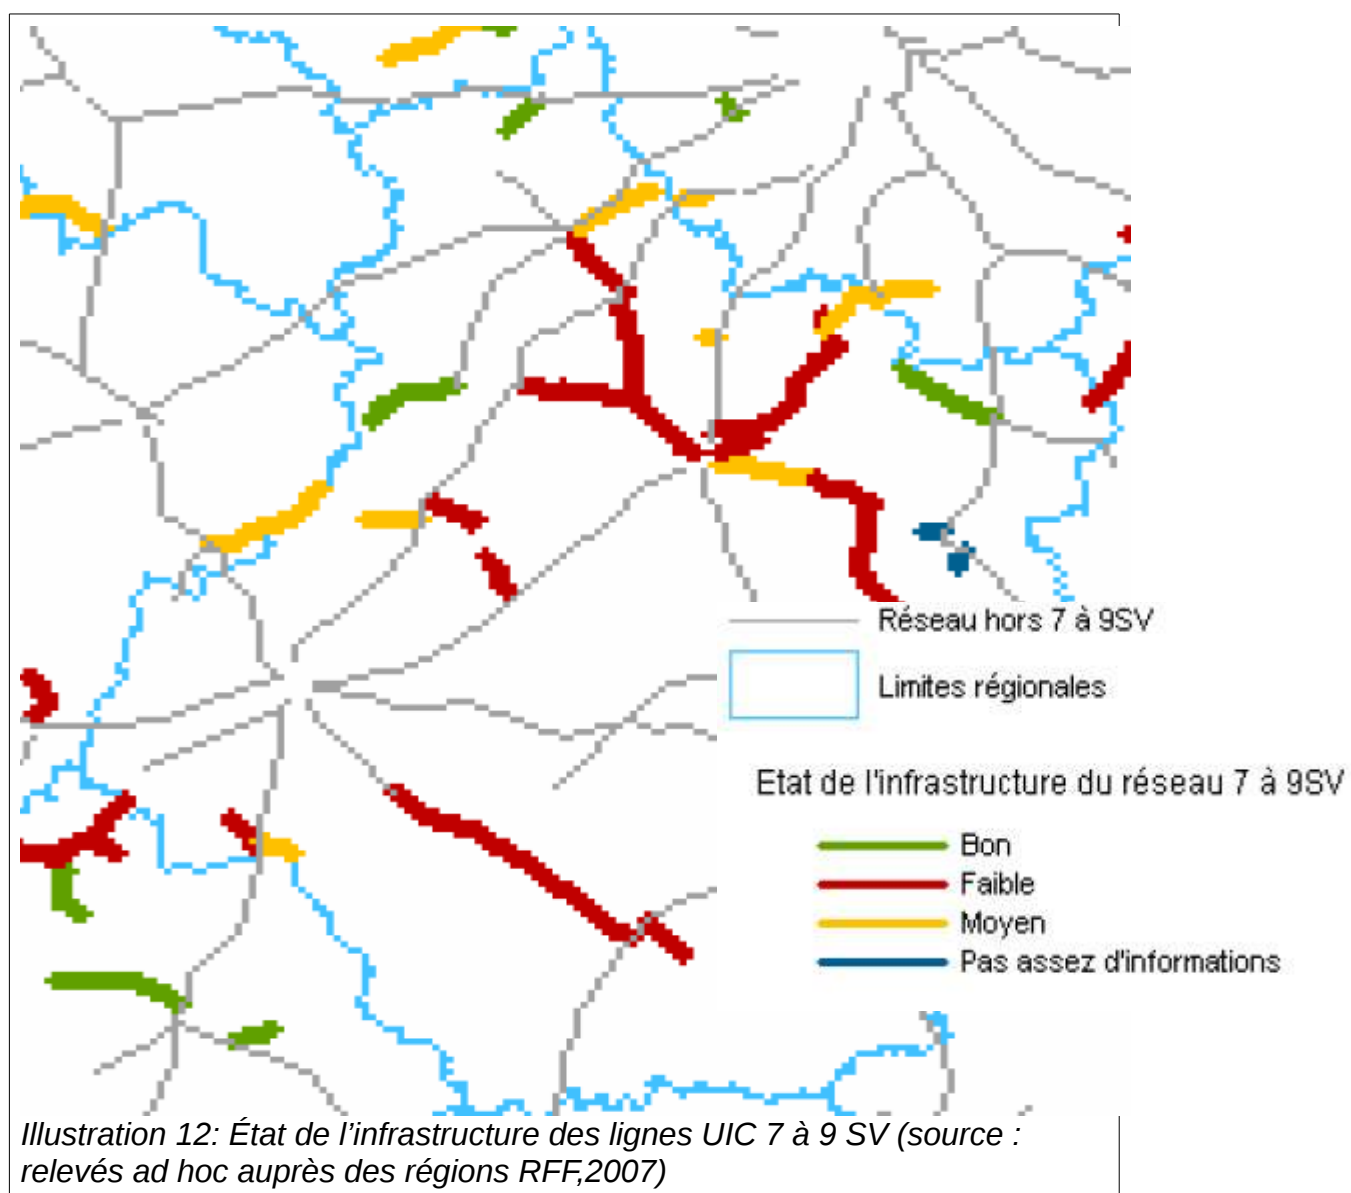 Réseau hors 7 à 9SV
Limites régionales
Etat de l'infrastructure du réseau 7 à 9SV
Bon
Faible
Moyen
Pas assez d'informations
Illustration 12: État de l’infrastructure des lignes UIC 7 à 9 SV (source :
relevés ad hoc auprès des régions RFF,2007)